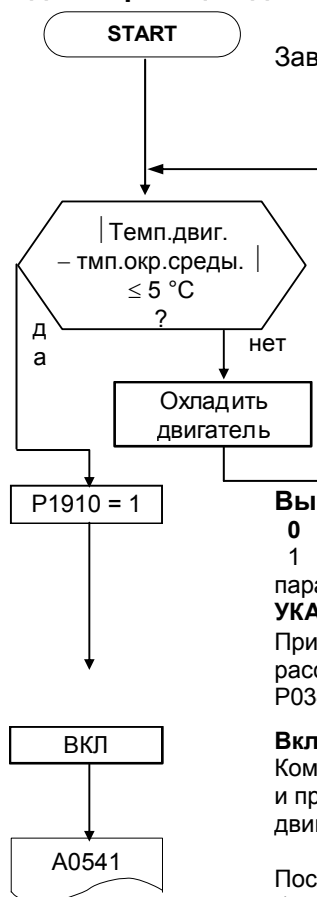 START
Зав
│Темп.двиг.
− тмп.окр.среды. │
≤ 5 °C
?
д
а
нет
Охладить
двигатель
P1910 = 1
Вы
0
1
пара
УКА
При
расс
P03
ВКЛ
Вкл
Ком
и пр
дви
A0541
Пос